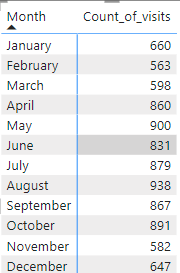 Month Count_of_visits
January 660
February 563
March 598
April 860
May 900
June 831
July 879
August 938
September 867
October 891
November 582
December 647